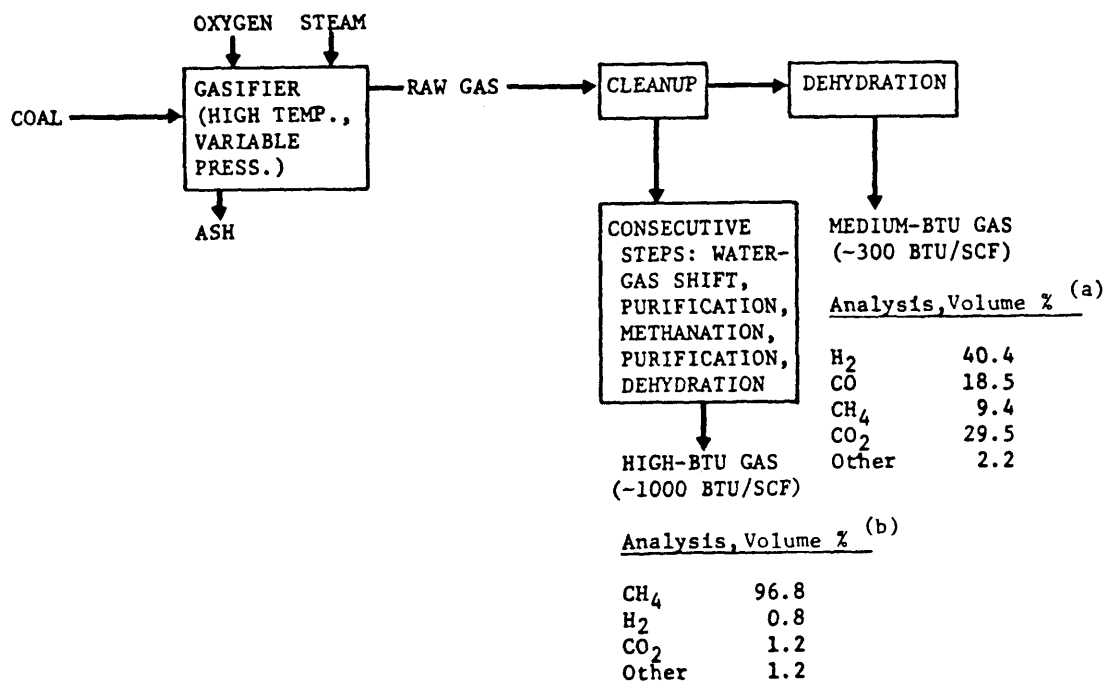 OXYGEN STEAM
GASIFIER
(HIGH TEMP.,
VARIABLE
PRESS.)
COAL
RAW GAS
CLEANUP
DEHYDRATION
ASH
CONSECUTIVE
STEPS: WATER-
GAS SHIFT,
PURIFICATION,
METHANATION,
PURIFICATION,
DEHYDRATION
MEDIUM-BTU GAS
(~300 BTU/SCF)
Analysis,Volume % (a)
H2 40.4
CO 18.5
CH4 9.4
CO2 29.5
Other 2.2
HIGH-BTU GAS
(~1000 BTU/SCF)
Analysis,Volume % (b)
CH4 96.8
H2 0.8
CO2 1.2
Other 1.2